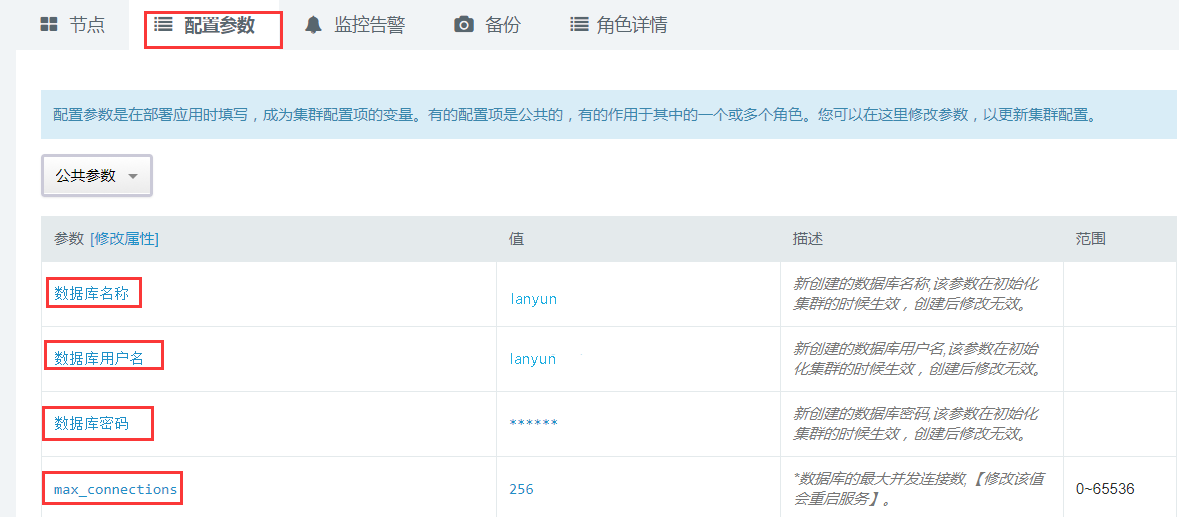 节点 配置参数 监控告警 备份 角色详情
配置参数是在部署应用时填写，成为集群配置项的变量。有的配置项是公共的，有的作用于其中的一个或多个角色。您可以在这里修改参数，以更新集群配置。
公共参数
参数 [修改属性] 值 描述 范围
数据库名称 lanyun 新创建的数据库名称,该参数在初始化
集群的时候生效，创建后修改无效。
数据库用户名 lanyun 新创建的数据库用户名,该参数在初始
化集群的时候生效，创建后修改无效。
数据库密码 ****** 新创建的数据库密码,该参数在初始化
集群的时候生效，创建后修改无效。
max_connections 256 *数据库的最大并发连接数,【修改该值 0~65536
会重启服务】。